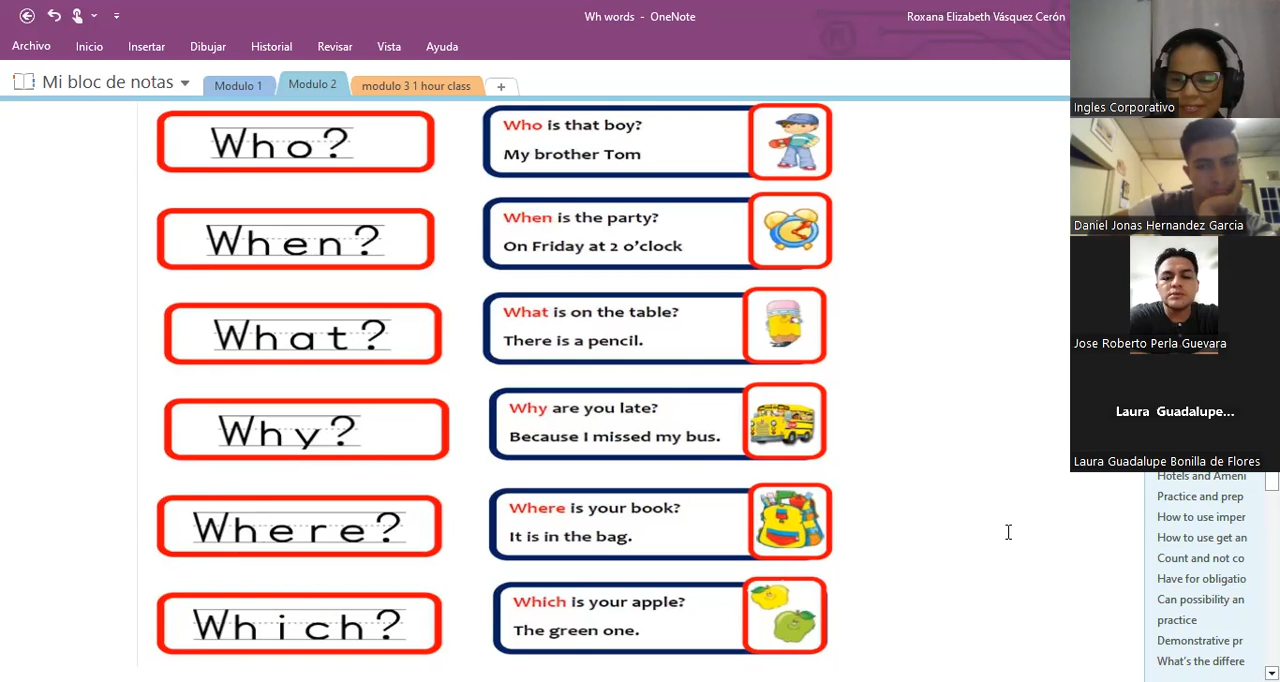 Wh words - OneNote
Roxana Elizabeth Vásquez Cerón
Archivo Inicio Insertar Dibujar Historial Revisar Vista Ayuda
Mi bloc de notas
Modulo 1
Modulo 2
modulo 3 1 hour class
+
Who?
Who is that boy?
My brother Tom
When?
When is the party?
On Friday at 2 o'clock
What?
What is on the table?
There is a pencil.
Why?
Why are you late?
Because I missed my bus.
Where?
Where is your book?
It is in the bag.
Which?
Which is your apple?
The green one.
Ingles Corporativo
Daniel Jonas Hernandez Garcia
Jose Roberto Perla Guevara
Laura Guadalupe...
Laura Guadalupe Bonilla de Flores
Hotels and Ameni
Practice and prep
How to use imper
How to use get an
Count and not co
Have for obligatio
Can possibility an
practice
Demonstrative pr
What's the differe